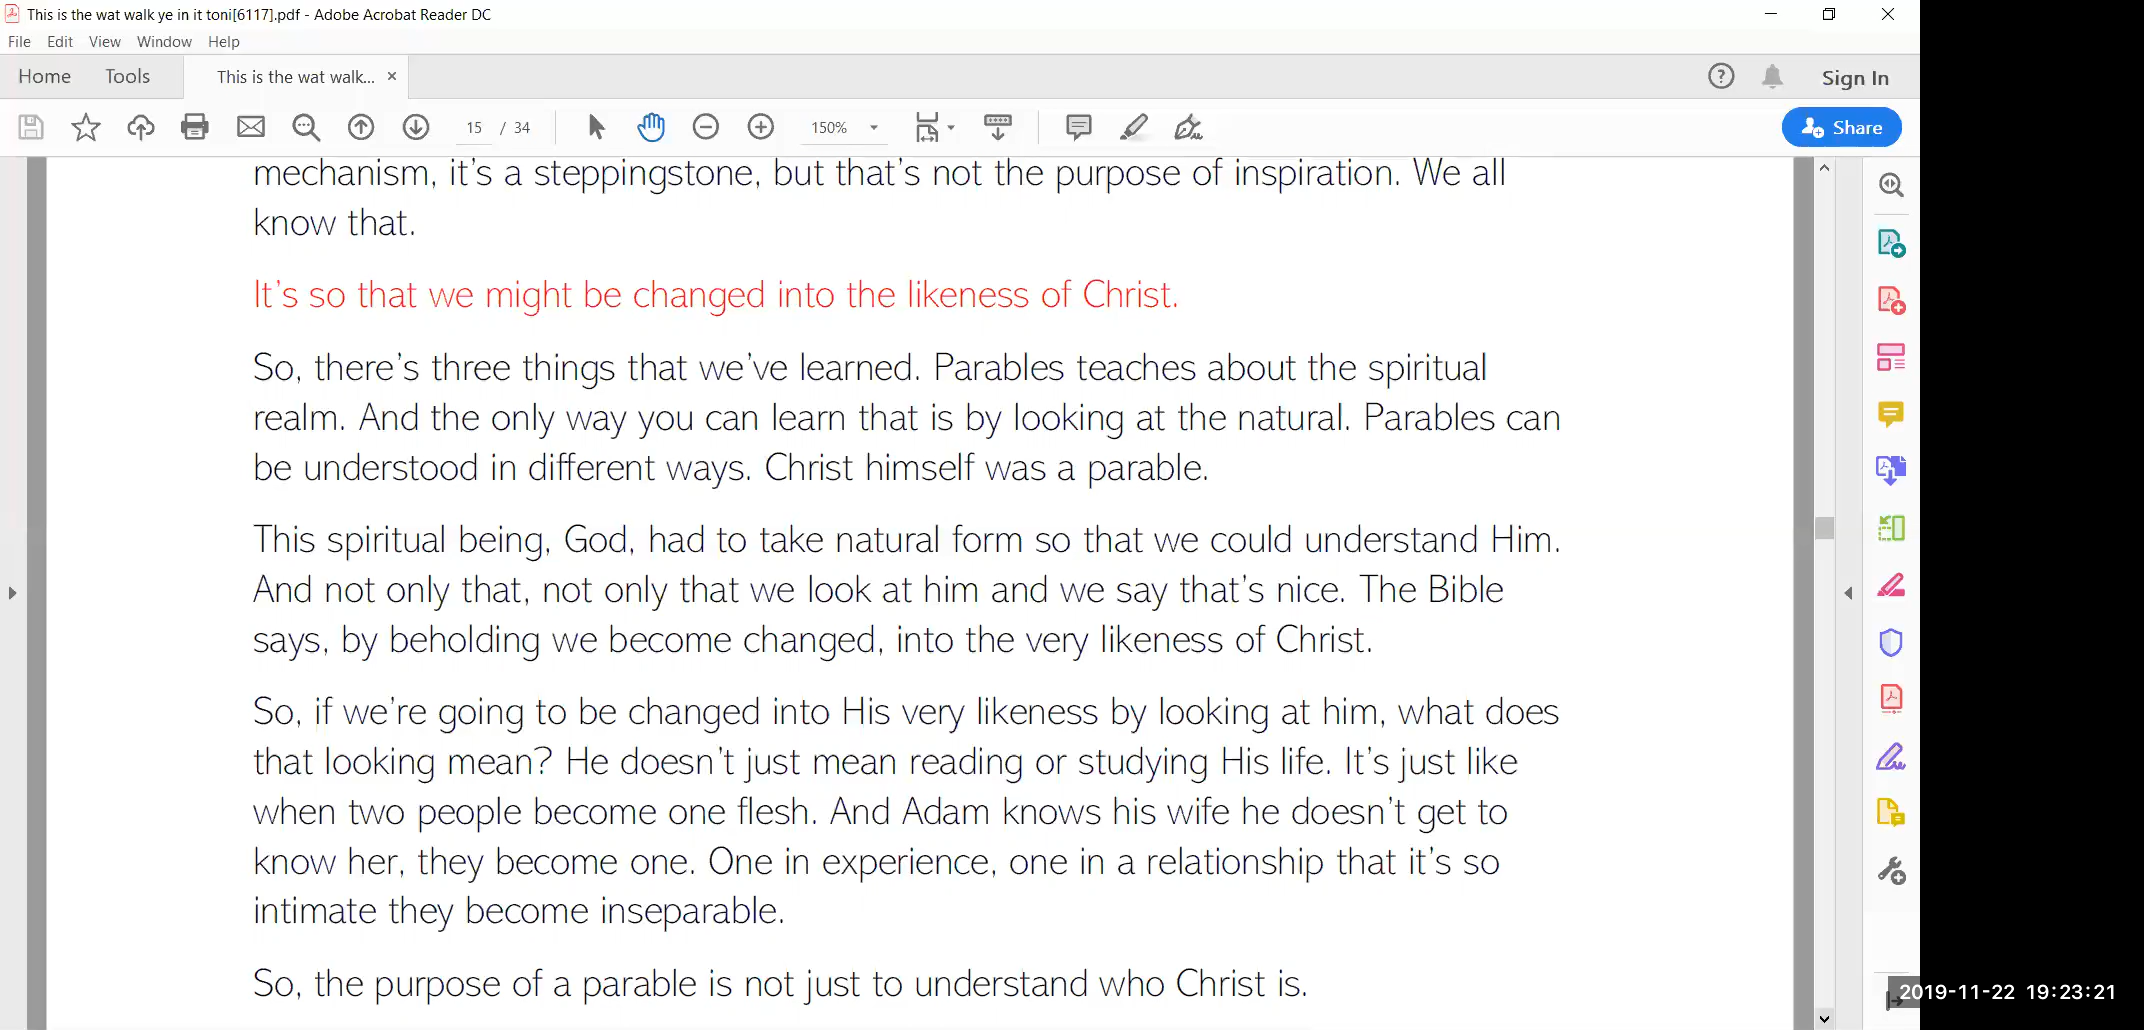 This is the wat walk ye in it toni[6117].pdf - Adobe Acrobat Reader DC
File Edit View Window Help
Home Tools This is the wat walk... × Sign In
15 / 34 150% Share
mechanism, it's a steppingstone, but that's not the purpose of inspiration. We all
know that.
It's so that we might be changed into the likeness of Christ.
So, there's three things that we've learned. Parables teaches about the spiritual
realm. And the only way you can learn that is by looking at the natural. Parables can
be understood in different ways. Christ himself was a parable.
This spiritual being, God, had to take natural form so that we could understand Him.
And not only that, not only that we look at him and we say that's nice. The Bible
says, by beholding we become changed, into the very likeness of Christ.
So, if we're going to be changed into His very likeness by looking at him, what does
that looking mean? He doesn't just mean reading or studying His life. It's just like
when two people become one flesh. And Adam knows his wife he doesn't get to
know her, they become one. One in experience, one in a relationship that it's so
intimate they become inseparable.
So, the purpose of a parable is not just to understand who Christ is.
2019-11-22 19:23:21